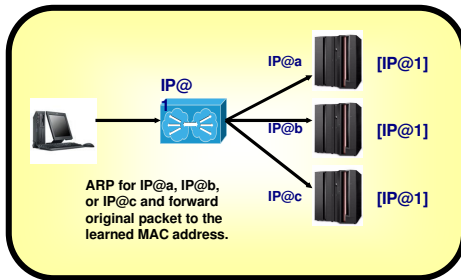 IP@a
[IP@1]
IP@
1
IP@b
[IP@1]
IP@c
[IP@1]
ARP for IP@a, IP@b,
or IP@c and forward
original packet to the
learned MAC address.